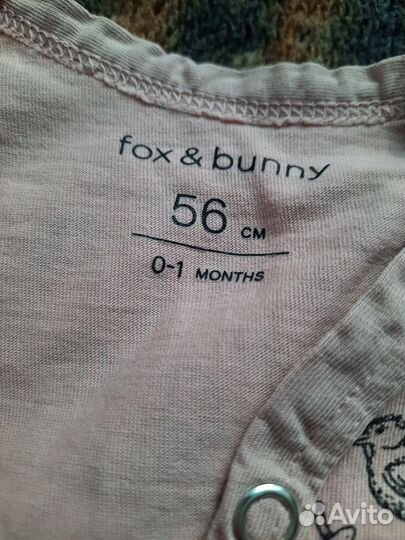 fox & bunny
56 CM
0-1 MONTHS
Avito